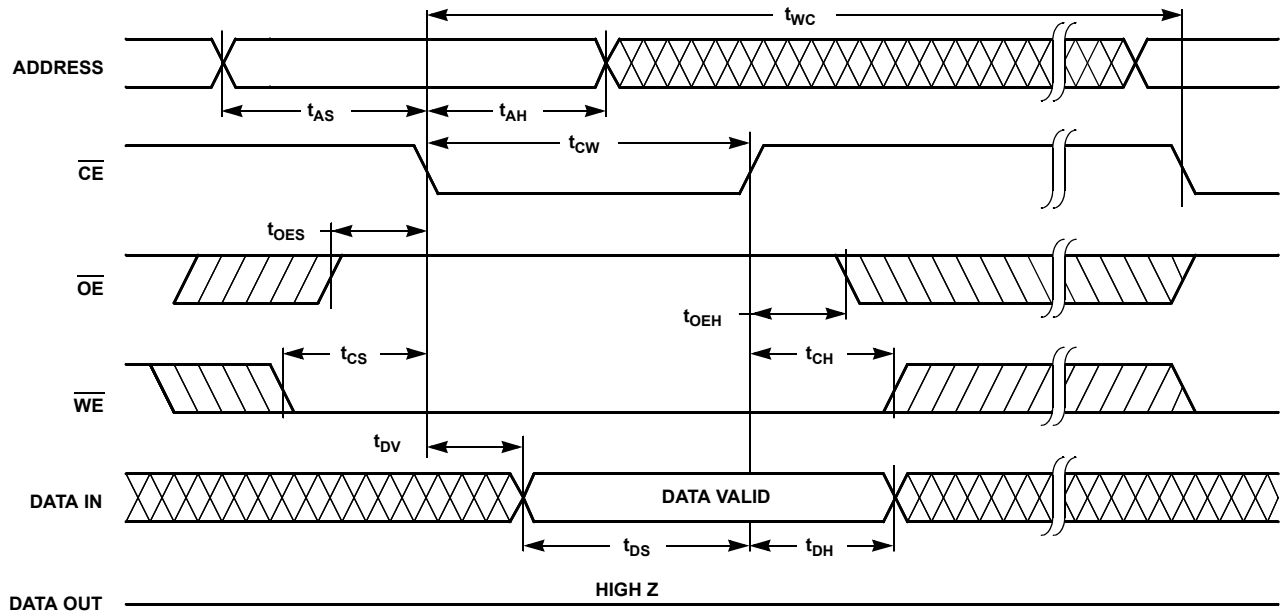 tWC
ADDRESS
tAS
tAH
tCW
CE
tOES
OE
tOEH
tCS
tCH
WE
tDV
DATA IN
DATA VALID
tDS
tDH
HIGH Z
DATA OUT